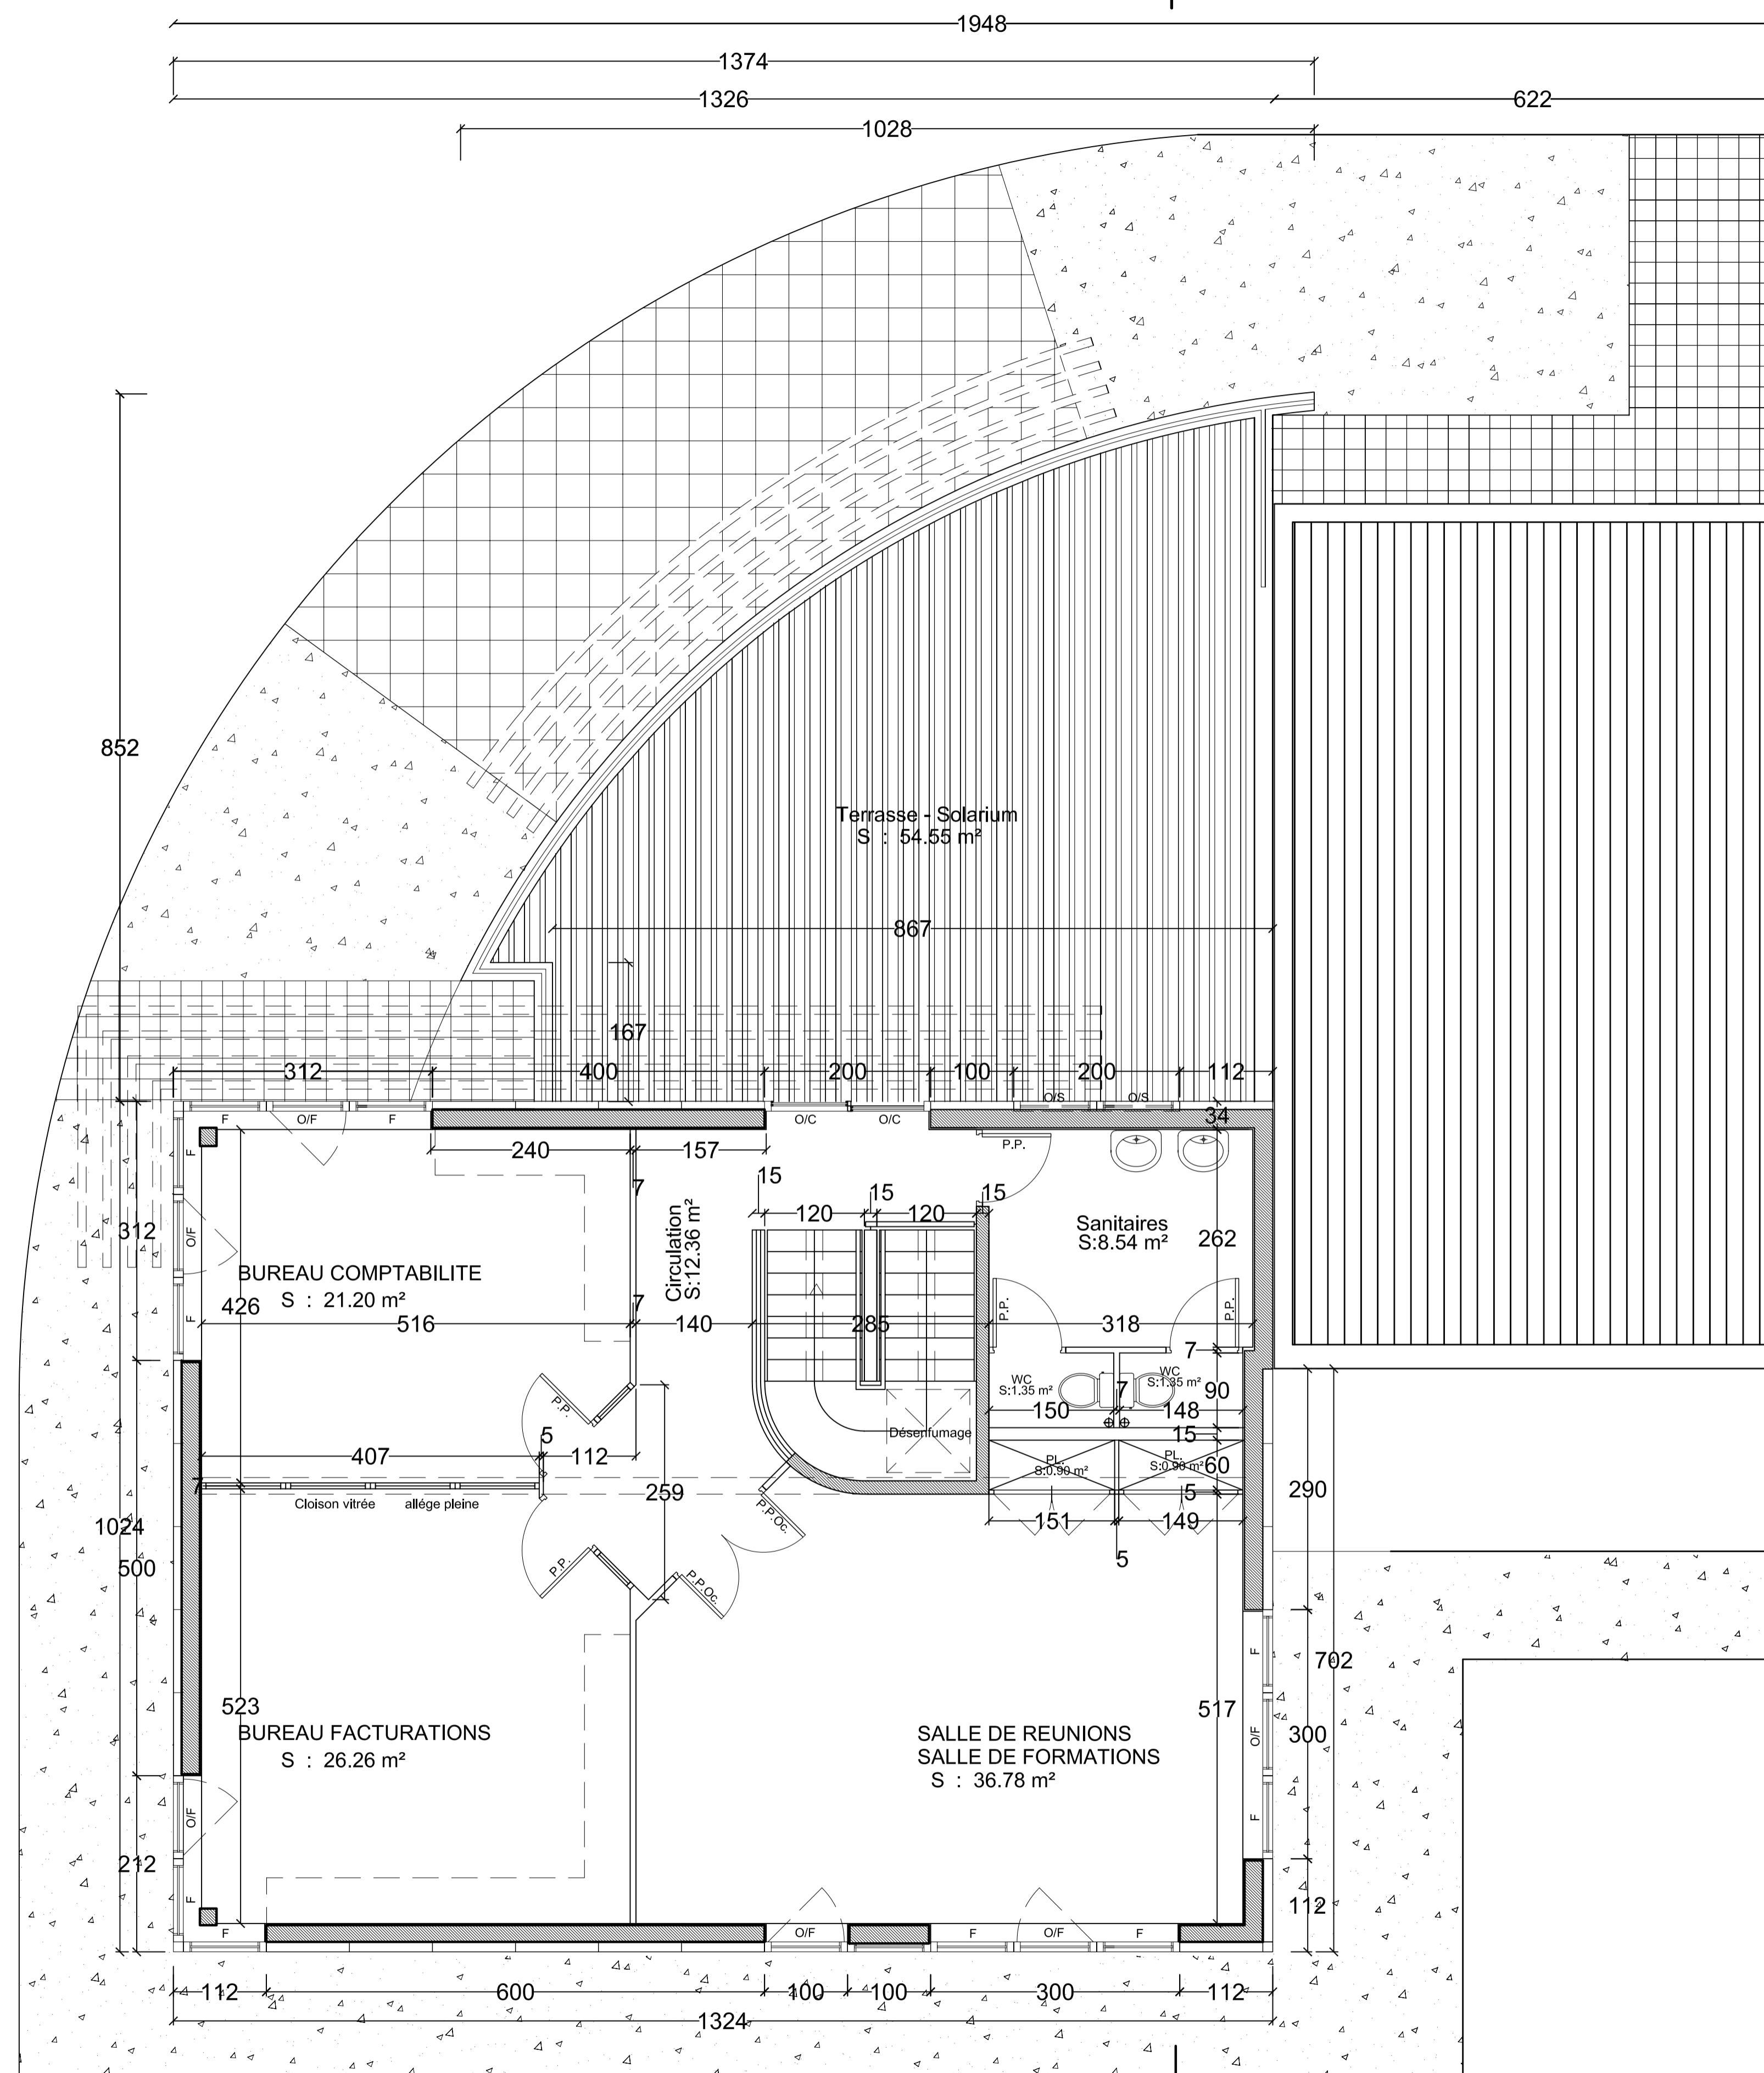 1948
1374
1326
622
1028
852
Terrasse - Solarium
S : 54.55 m²
867
167
312
400
200
100
200
112
F
O/F
F
O/C
O/C
O/S
O/S
34
240
157
P.P.
F
7
15
15
15
120
120
Circulation
S:12.36 m²
Sanitaires
S:8.54 m²
262
312
O/F
BUREAU COMPTABILITE
S : 21.20 m²
426
F
516
7
140
285
318
P.P.
P.P.
7
WC
S:1.35 m²
WC
S:1.35 m²
7
90
150
148
P.P.
Désenfumage
15
407
5
112
PL.
S:0.90 m²
PL.
S:0.90 m²
60
7
Cloison vitrée
allége pleine
259
5
290
P.P.Oc.
151
149
1024
5
500
P.P.
P.P.Oc.
F
702
523
517
BUREAU FACTURATIONS
S : 26.26 m²
SALLE DE REUNIONS
SALLE DE FORMATIONS
S : 36.78 m²
O/F
300
O/F
F
212
F
112
F
O/F
F
O/F
F
112
600
100
100
300
112
1324